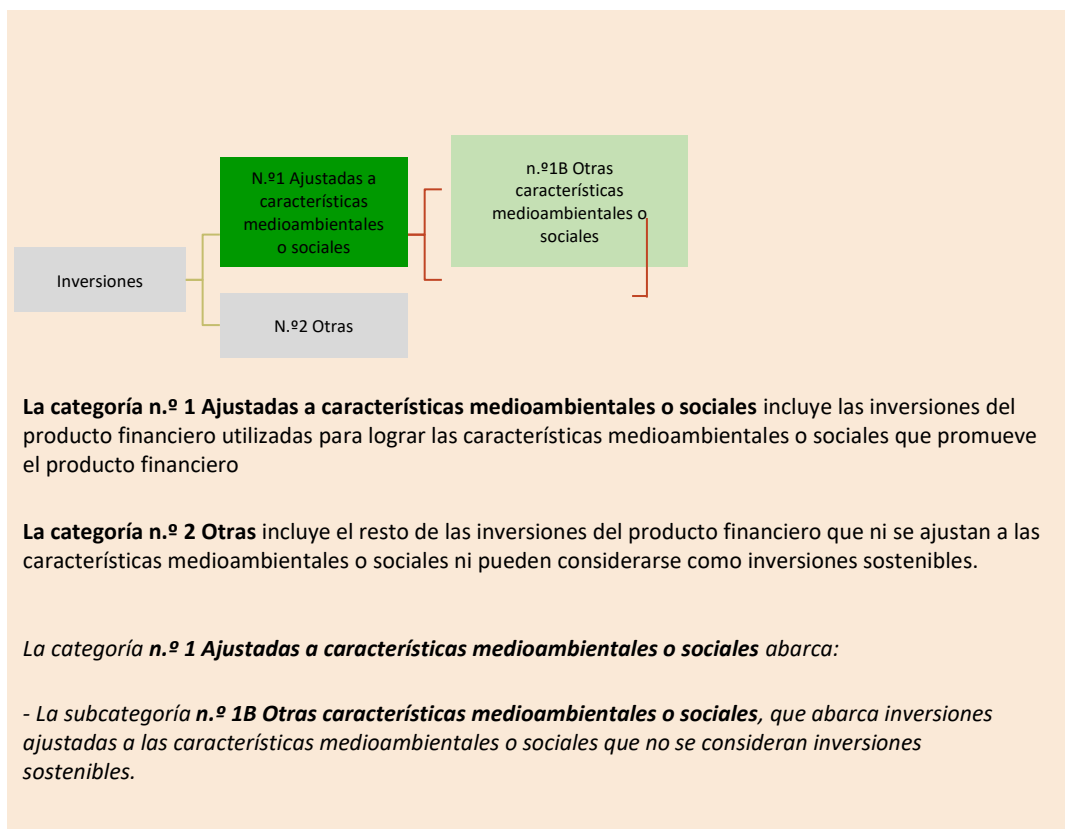 Inversiones
N.º1 Ajustadas a
características
medioambientales
o sociales
N.º2 Otras
n.º1B Otras
características
medioambientales o
sociales
La categoría n.º 1 Ajustadas a características medioambientales o sociales incluye las inversiones del
producto financiero utilizadas para lograr las características medioambientales o sociales que promueve
el producto financiero
La categoría n.º 2 Otras incluye el resto de las inversiones del producto financiero que ni se ajustan a las
características medioambientales o sociales ni pueden considerarse como inversiones sostenibles.
La categoría n.º 1 Ajustadas a características medioambientales o sociales abarca:
- La subcategoría n.º 1B Otras características medioambientales o sociales, que abarca inversiones
ajustadas a las características medioambientales o sociales que no se consideran inversiones
sostenibles.